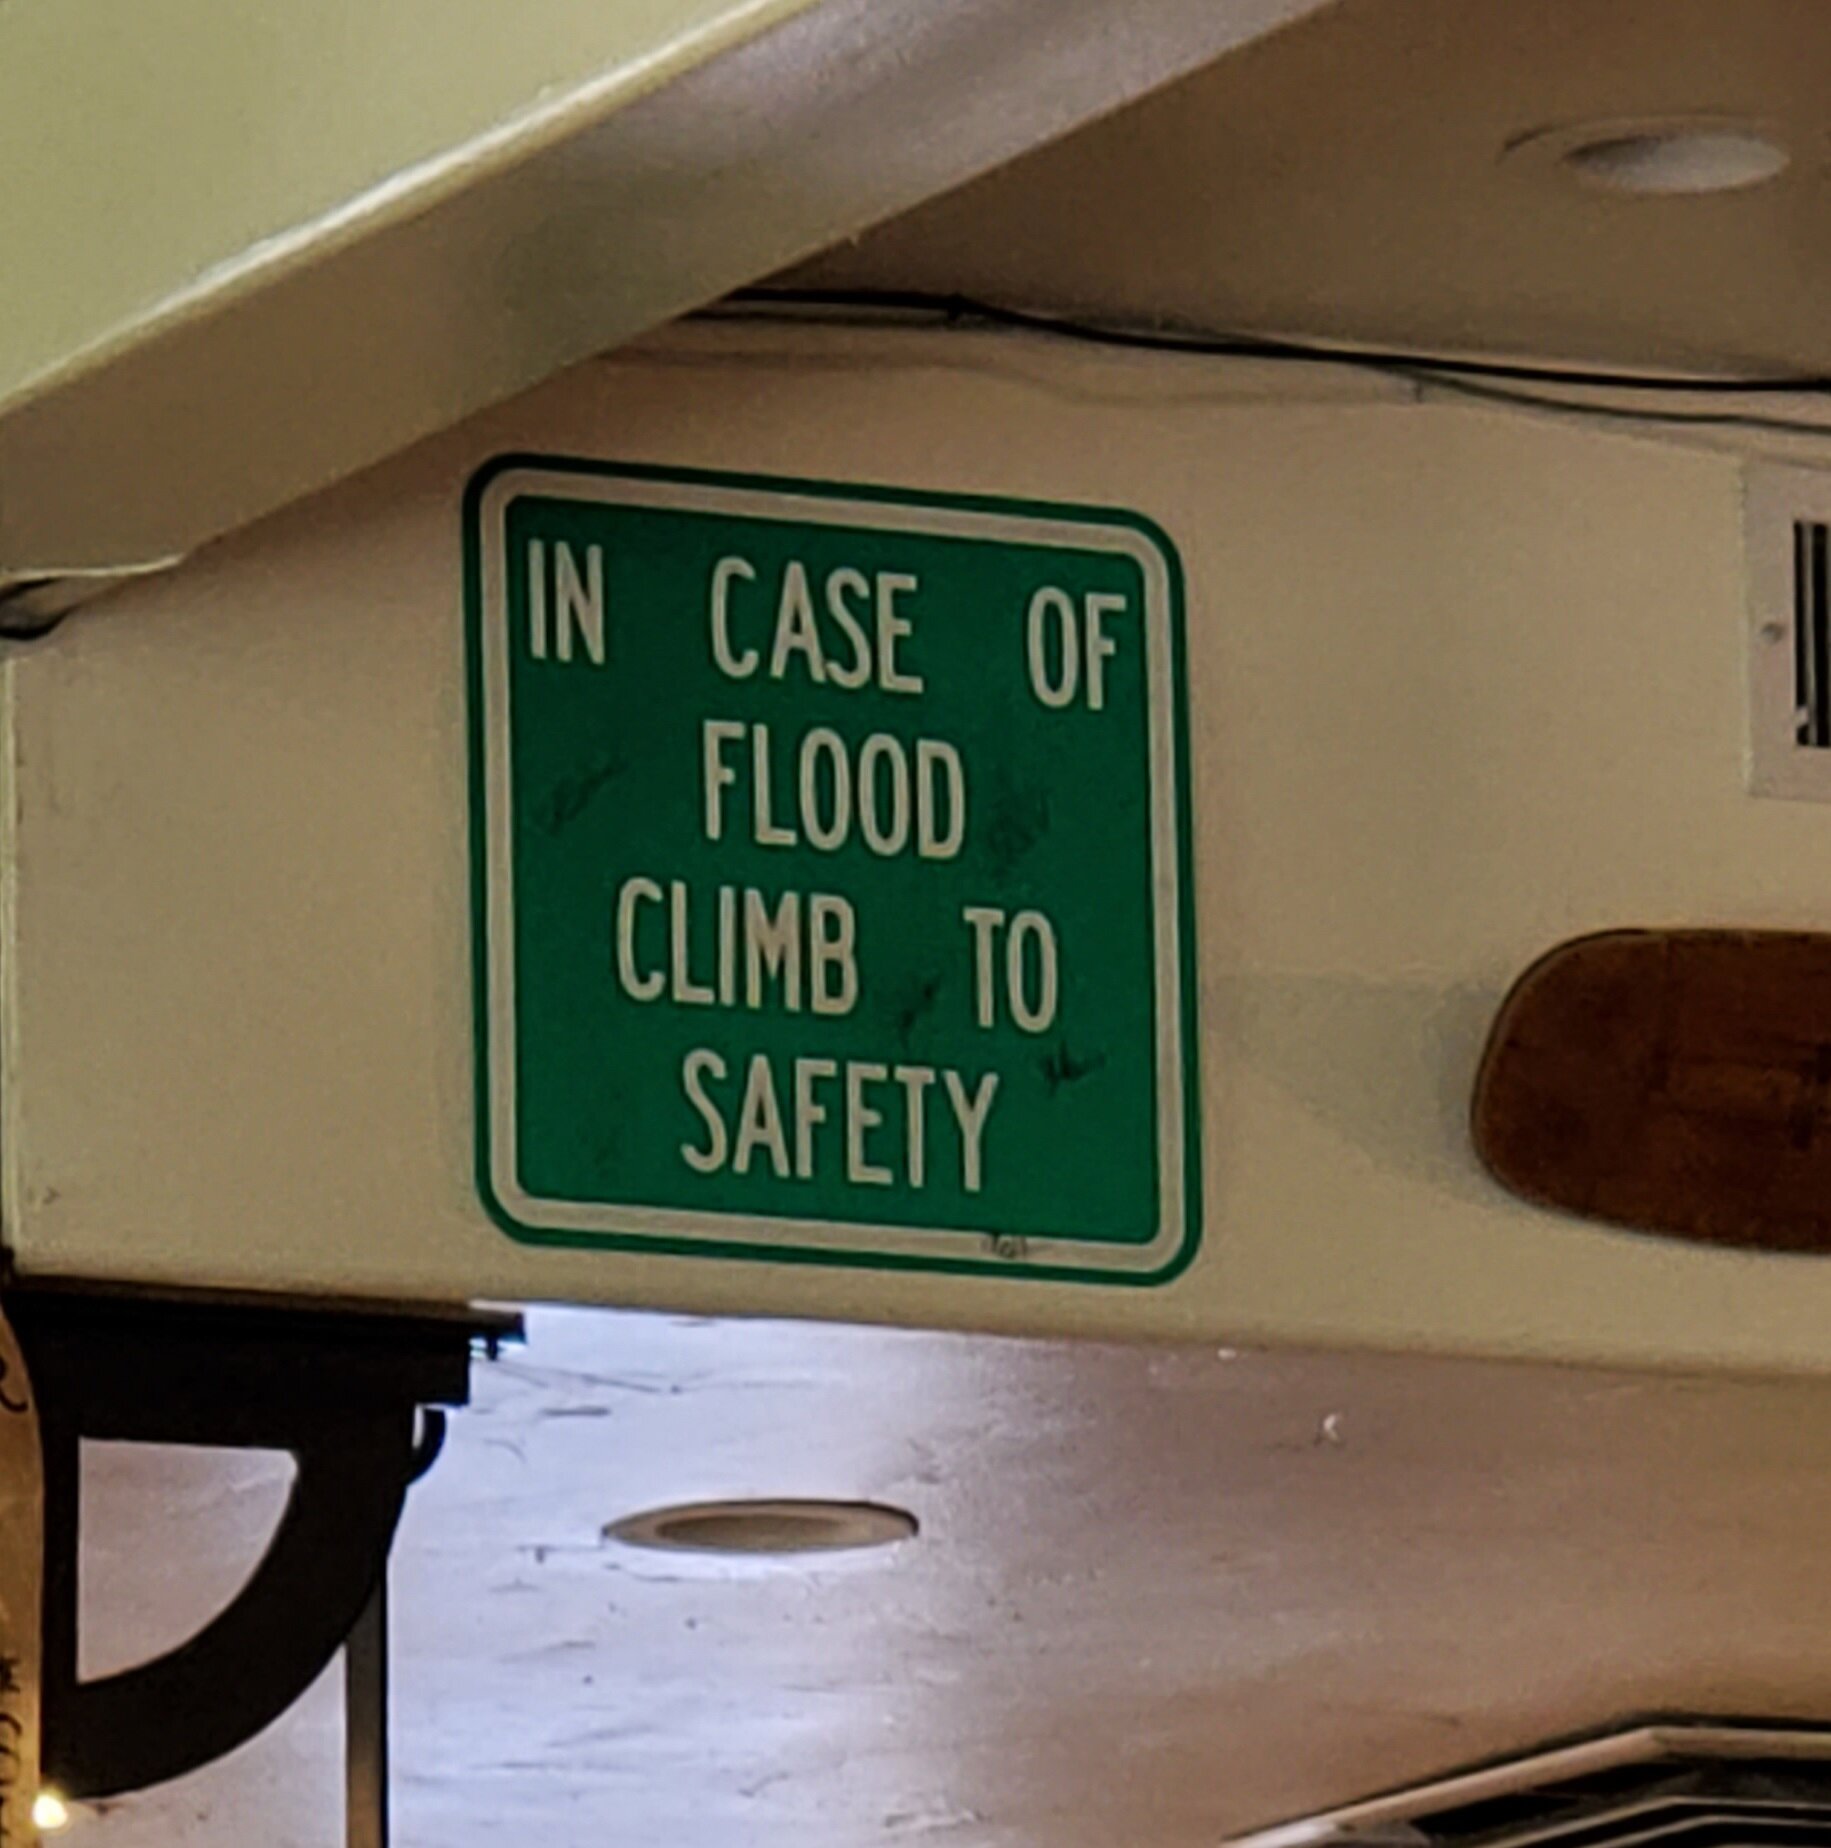 IN CASE OF
FLOOD
CLIMB TO
SAFETY